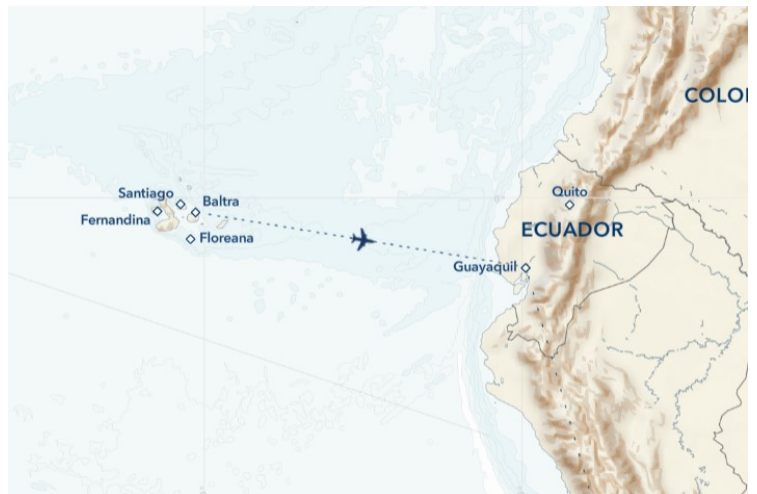 COLO
Santiago
Baltra
Quito
Fernandina
ECUADOR
Floreana
Guayaquil